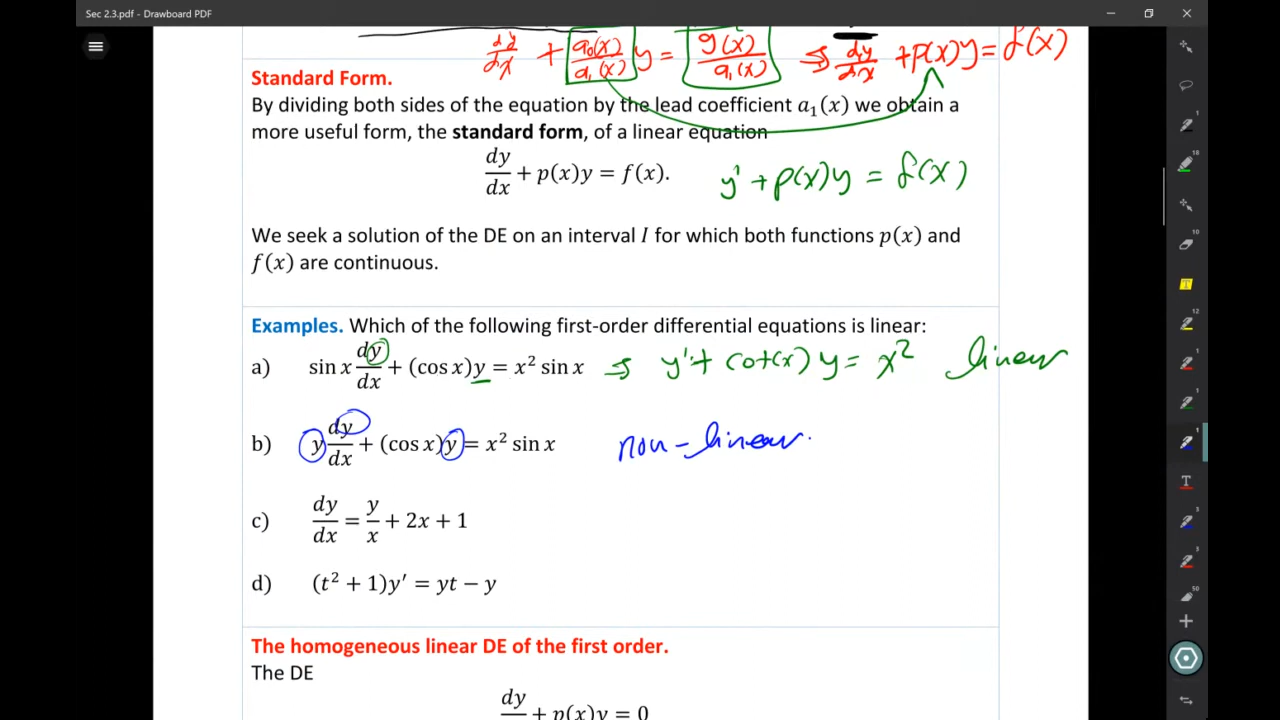 Sec 2.3.pdf - Drawboard PDF
dy/dx + a₀(x)/a₁(x) y = g(x)/a₁(x) ⇒ dy/dx + p(x)y = f(x)
Standard Form.
By dividing both sides of the equation by the lead coefficient a₁(x) we obtain a
more useful form, the standard form, of a linear equation
dy/dx + p(x)y = f(x). y' + p(x)y = f(x)
We seek a solution of the DE on an interval I for which both functions p(x) and
f(x) are continuous.
Examples. Which of the following first-order differential equations is linear:
a) sin x dy/dx + (cos x)y = x² sin x ⇒ y' + cot(x) y = x² linear
b) y dy/dx + (cos x)y = x² sin x non-linear.
c) dy/dx = y/x + 2x + 1
d) (t² + 1)y′ = yt − y
The homogeneous linear DE of the first order.
The DE
dy/dx + p(x)y = 0